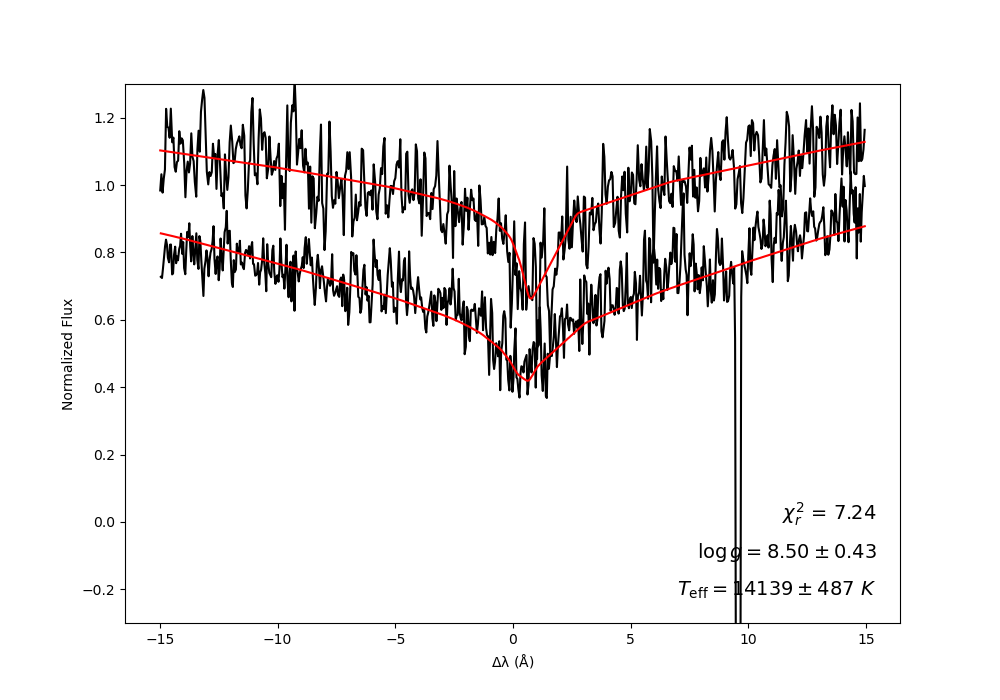 1.2
1.0
0.8
0.6
0.4
0.2
0.0
−0.2
Normalized Flux
χ²ᵣ = 7.24
log g = 8.50 ± 0.43
T_eff = 14139 ± 487 K
−15 −10 −5 0 5 10 15
Δλ (Å)